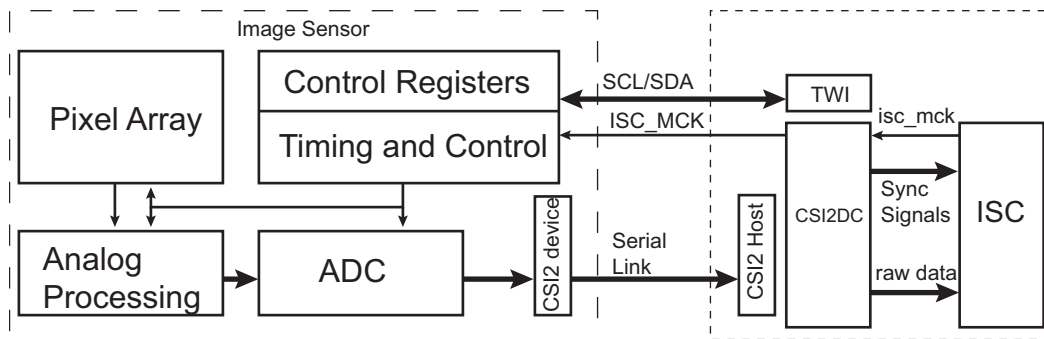 Image Sensor
Pixel Array
Control Registers
Timing and Control
SCL/SDA
TWI
ISC_MCK
isc_mck
Sync
Signals
CSI2DC
ISC
raw data
Analog
Processing
ADC
CSI2 device
Serial
Link
CSI2 Host